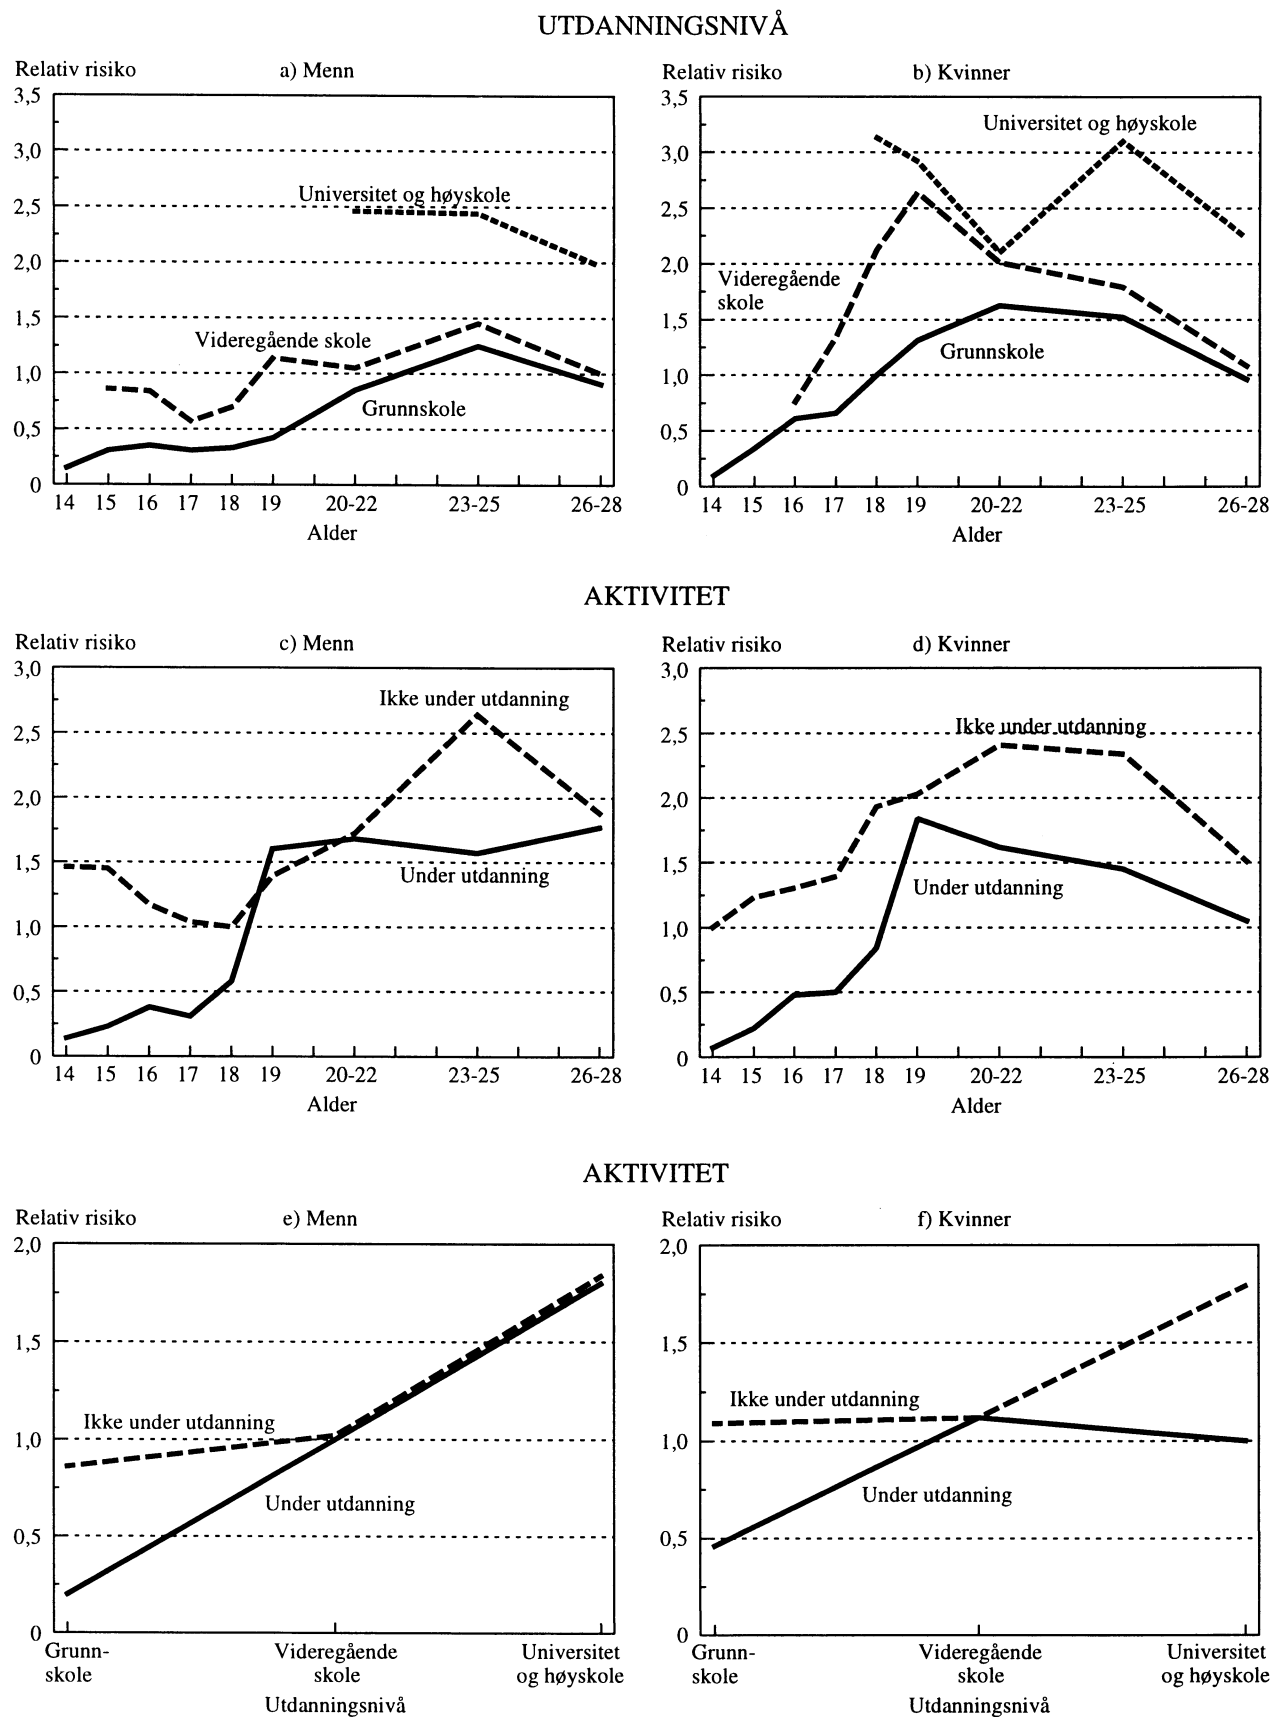 UTDANNINGSNIVÅ
Relativ risiko
a) Menn
3,5
3,0
2,5
2,0
1,5
1,0
0,5
0
Universitet og høyskole
Videregående skole
Grunnskole
14 15 16 17 18 19 20-22 23-25 26-28
Alder
Relativ risiko
b) Kvinner
3,5
3,0
2,5
2,0
1,5
1,0
0,5
0
Universitet og høyskole
Videregående
skole
Grunnskole
14 15 16 17 18 19 20-22 23-25 26-28
Alder
AKTIVITET
Relativ risiko
c) Menn
3,0
2,5
2,0
1,5
1,0
0,5
0
Ikke under utdanning
Under utdanning
14 15 16 17 18 19 20-22 23-25 26-28
Alder
Relativ risiko
d) Kvinner
3,0
2,5
2,0
1,5
1,0
0,5
0
Ikke under utdanning
Under utdanning
14 15 16 17 18 19 20-22 23-25 26-28
Alder
AKTIVITET
Relativ risiko
e) Menn
2,0
1,5
1,0
0,5
0
Ikke under utdanning
Under utdanning
Grunn-
skole
Videregående
skole
Universitet
og høyskole
Utdanningsnivå
Relativ risiko
f) Kvinner
2,0
1,5
1,0
0,5
0
Ikke under utdanning
Under utdanning
Grunn-
skole
Videregående
skole
Universitet
og høyskole
Utdanningsnivå